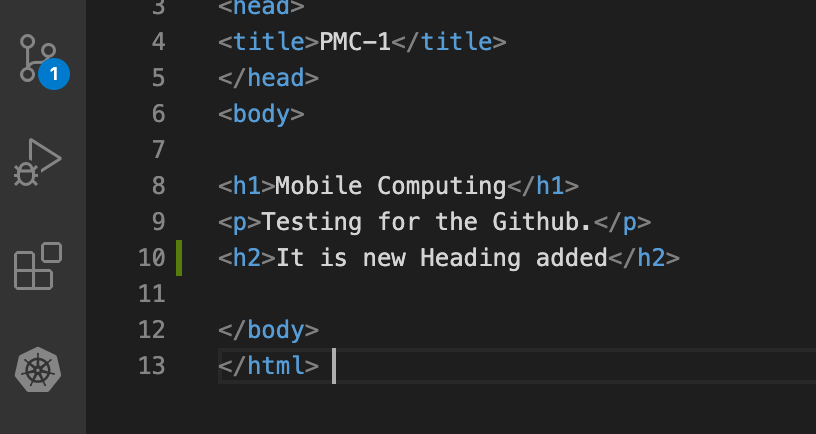 3 <head>
4 <title>PMC-1</title>
1
5 </head>
6 <body>
7
8 <h1>Mobile Computing</h1>
9 <p>Testing for the Github.</p>
10 <h2>It is new Heading added</h2>
11
12 </body>
13 </html>